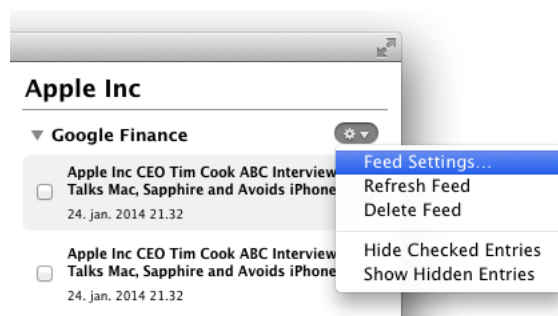 Apple Inc
Google Finance
Apple Inc CEO Tim Cook ABC Interview
Talks Mac, Sapphire and Avoids iPhone
24. jan. 2014 21.32
Apple Inc CEO Tim Cook ABC Interview
Talks Mac, Sapphire and Avoids iPhone
24. jan. 2014 21.32
Feed Settings...
Refresh Feed
Delete Feed
Hide Checked Entries
Show Hidden Entries